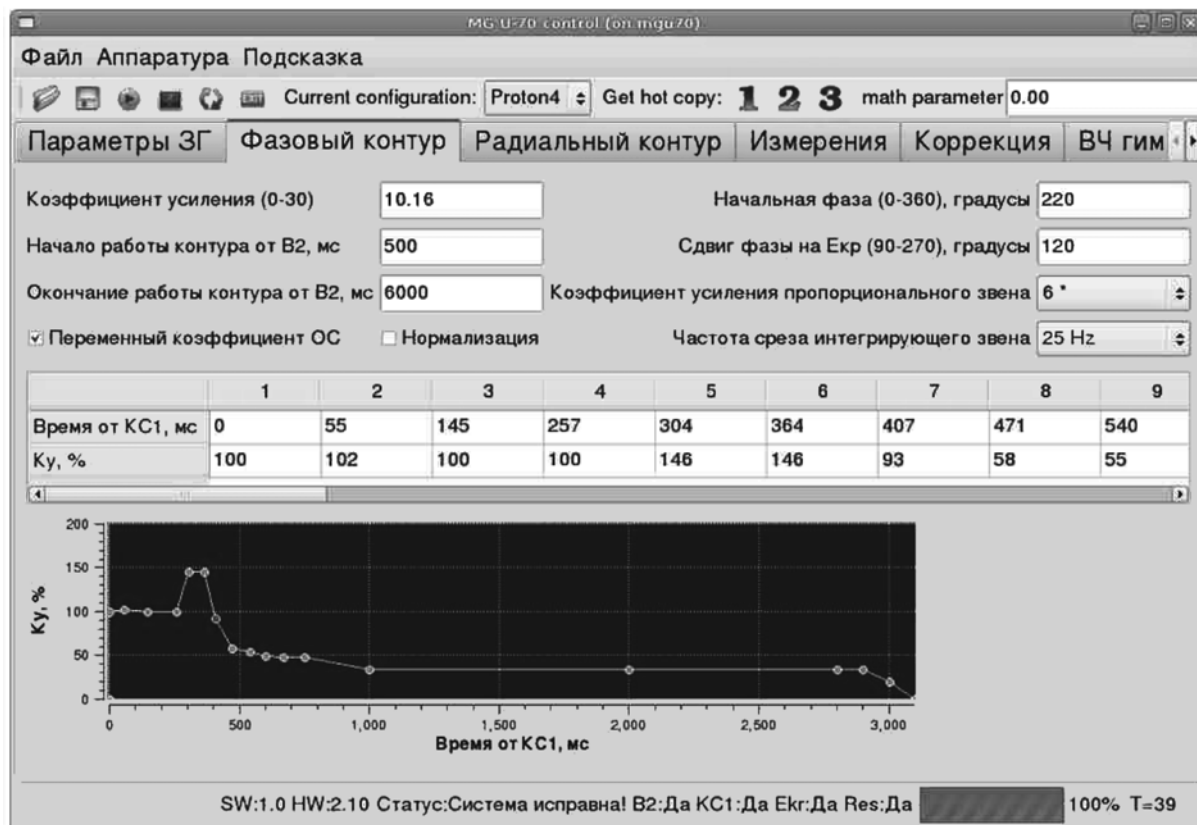 MG U-70 control (on mgu70)
Файл Аппаратура Подсказка
Current configuration: Proton4 Get hot copy: 1 2 3 math parameter 0.00
Параметры ЗГ Фазовый контур Радиальный контур Измерения Коррекция ВЧ гим
Коэффициент усиления (0-30) 10.16 Начальная фаза (0-360), градусы 220
Начало работы контура от В2, мс 500 Сдвиг фазы на Екр (90-270), градусы 120
Окончание работы контура от В2, мс 6000 Коэффициент усиления пропорционального звена 6 *
Переменный коэффициент ОС Нормализация Частота среза интегрирующего звена 25 Hz
1 2 3 4 5 6 7 8 9
Время от КС1, мс 0 55 145 257 304 364 407 471 540
Ку, % 100 102 100 100 146 146 93 58 55
200
150
100
50
0
Ку, %
0 500 1,000 1,500 2,000 2,500 3,000
Время от КС1, мс
SW:1.0 HW:2.10 Статус:Система исправна! В2:Да КС1:Да Ekr:Да Res:Да 100% T=39